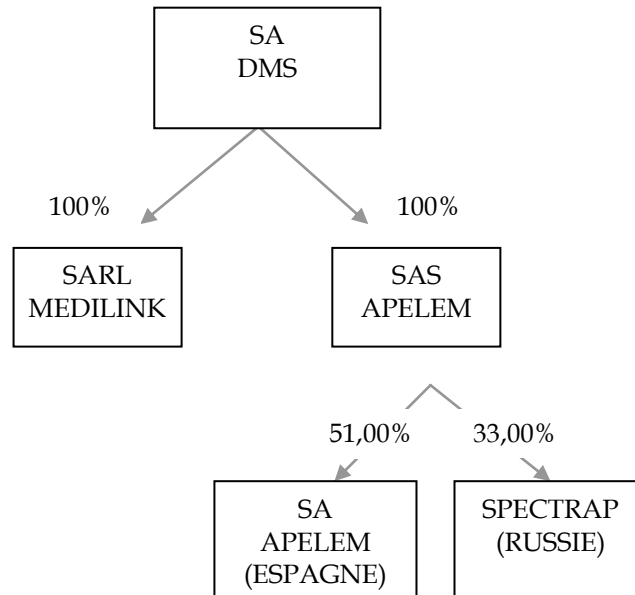 SA
DMS
100%
100%
SARL
MEDILINK
SAS
APELEM
51,00%
33,00%
SA
APELEM
(ESPAGNE)
SPECTRAP
(RUSSIE)